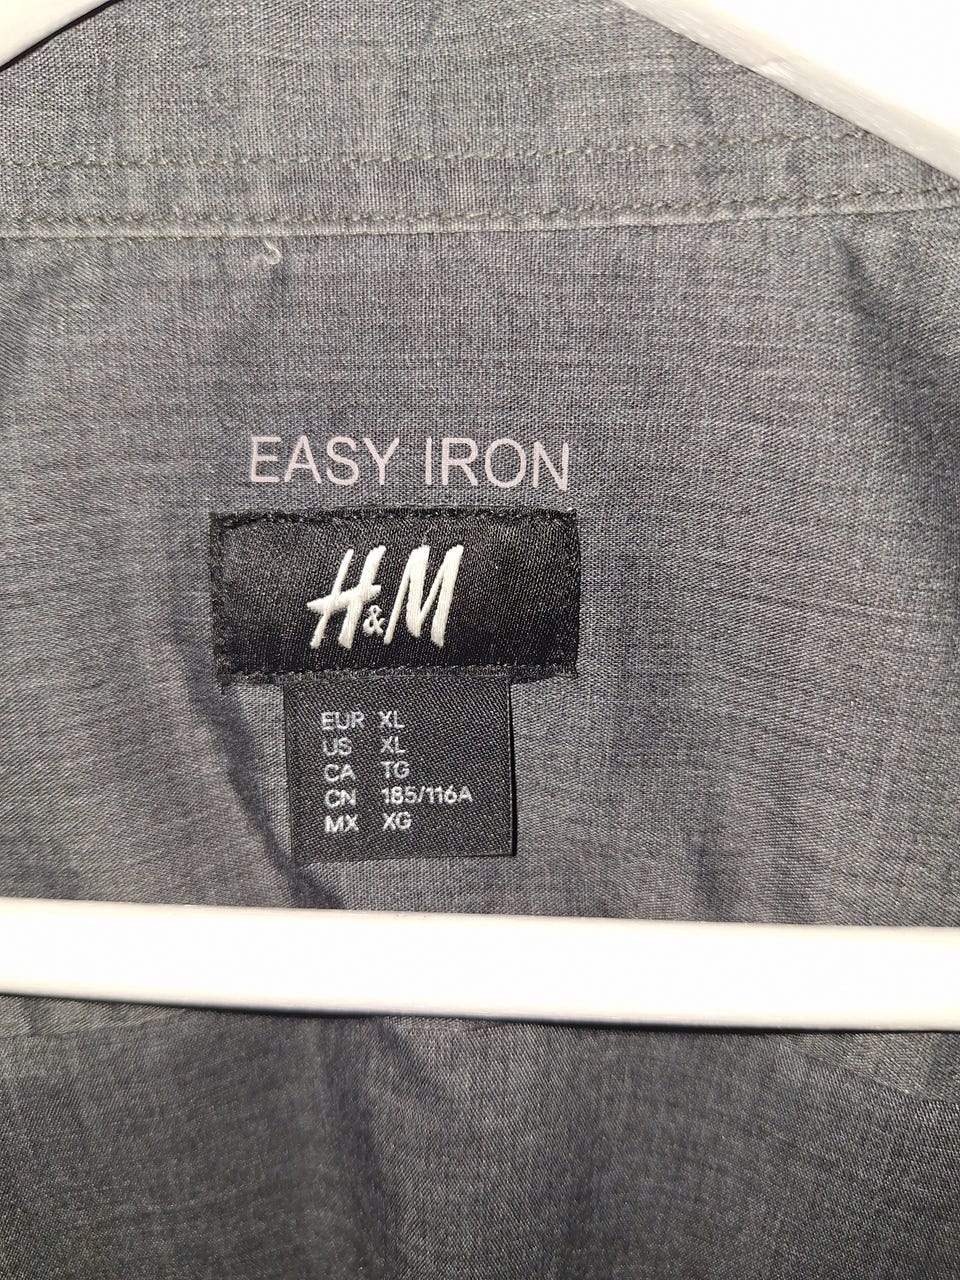 EASY IRON
H&M
EUR XL
US XL
CA TG
CN 185/116A
MX XG